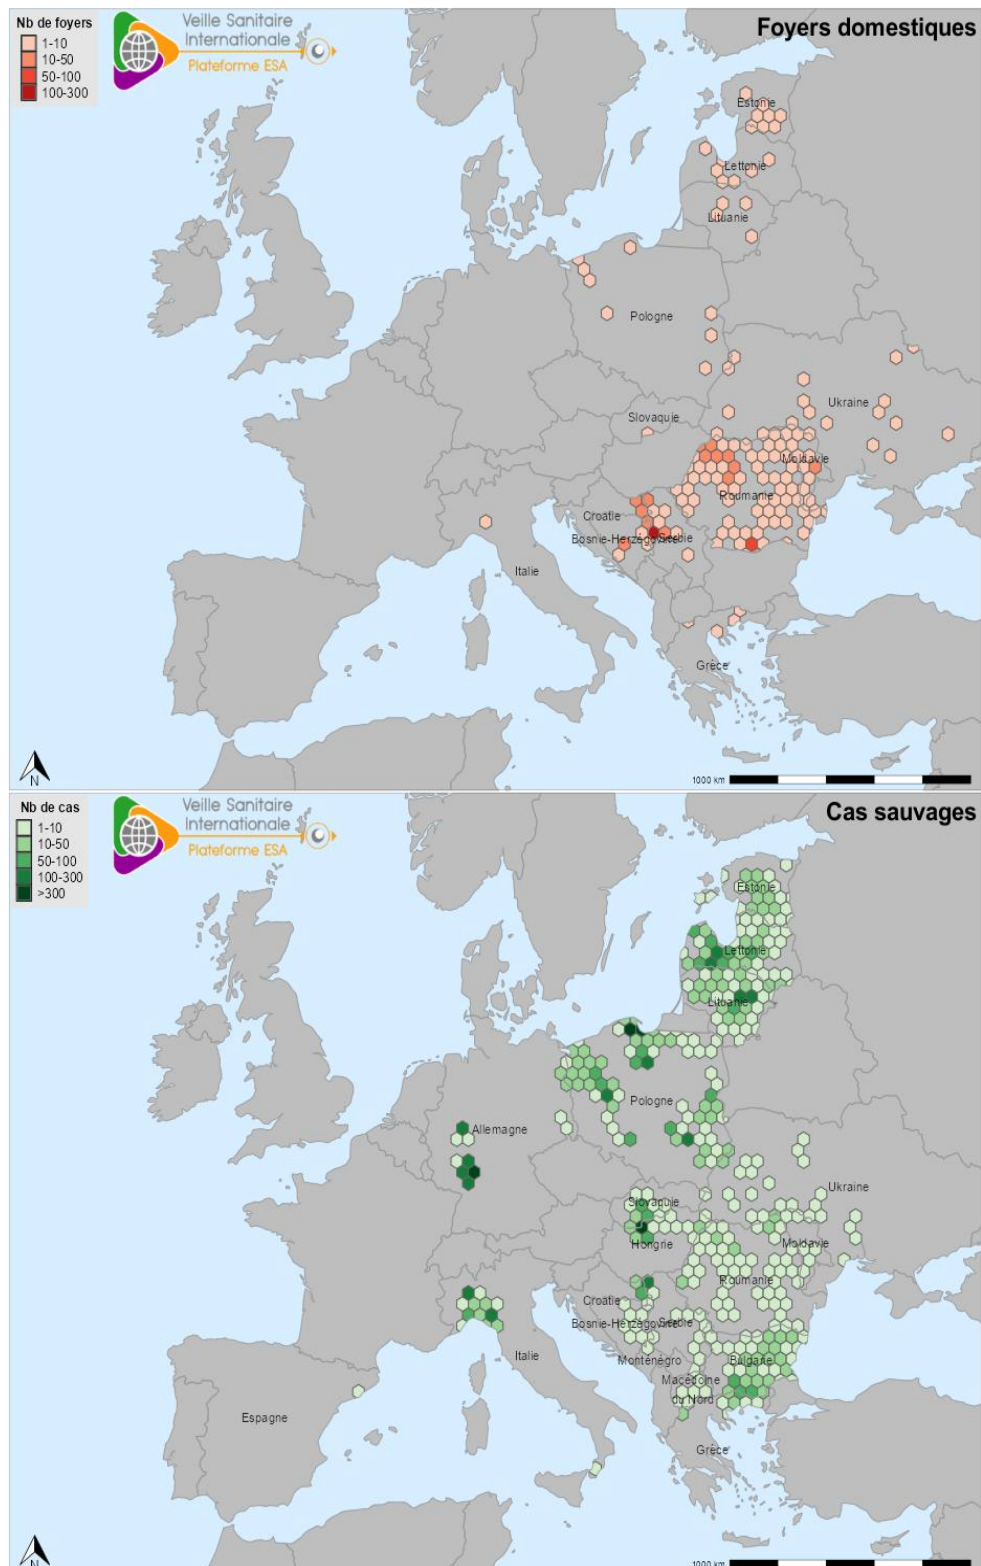 Nb de foyers
1-10
10-50
50-100
100-300
Veille Sanitaire
Internationale
Plateforme ESA
Foyers domestiques
Estonie
Lettonie
Lituanie
Pologne
Slovaquie
Ukraine
Moldavie
Roumanie
Croatie
Bosnie-Herzégovine
Serbie
Italie
Grèce
N
1000 km
Nb de cas
1-10
10-50
50-100
100-300
>300
Veille Sanitaire
Internationale
Plateforme ESA
Cas sauvages
Estonie
Lettonie
Lituanie
Pologne
Allemagne
Ukraine
Slovaquie
Hongrie
Moldavie
Roumanie
Croatie
Bosnie-Herzégovine
Serbie
Italie
Monténégro
Bulgarie
Macédoine
du Nord
Espagne
Grèce
N
1000 km